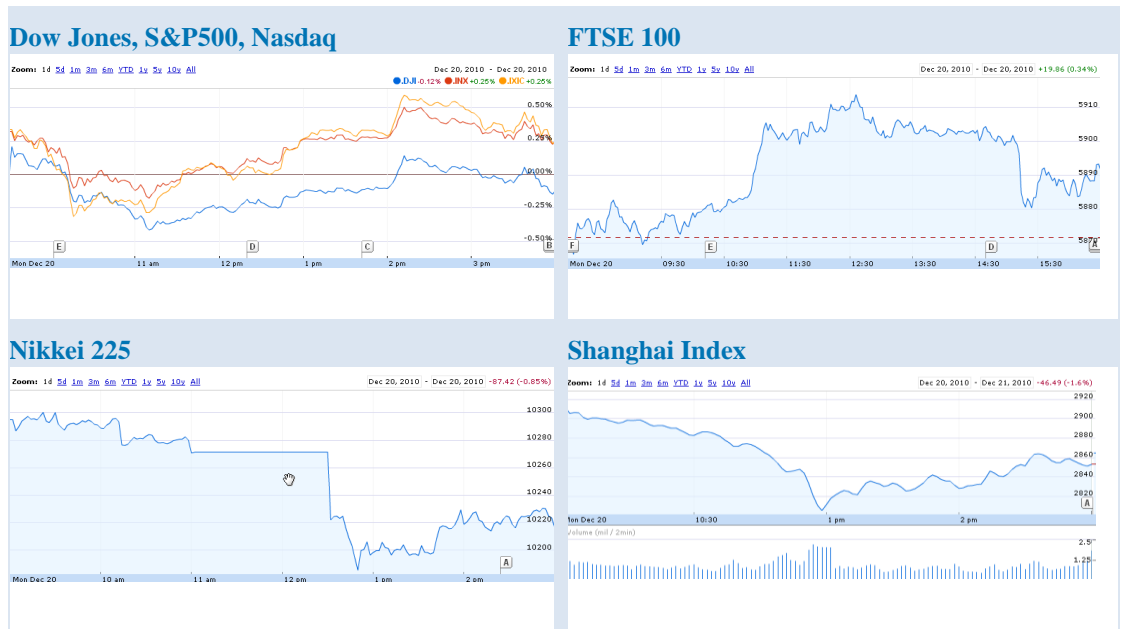 Dow Jones, S&P500, Nasdaq
Zoom: 1d 5d 1m 3m 6m YTD 1y 5y 10y All
Dec 20, 2010 - Dec 20, 2010
.DJI -0.12% .INX +0.25% .IXIC +0.25%
0.50%
0.25%
0.00%
-0.25%
-0.50%
E D C B
Mon Dec 20 11 am 12 pm 1 pm 2 pm 3 pm
FTSE 100
Zoom: 1d 5d 1m 3m 6m YTD 1y 5y 10y All Dec 20, 2010 - Dec 20, 2010 +19.86 (0.34%)
5910
5900
5890
5880
5870
F E D A
Mon Dec 20 09:30 10:30 11:30 12:30 13:30 14:30 15:30
Nikkei 225
Zoom: 1d 5d 1m 3m 6m YTD 1y 5y 10y All Dec 20, 2010 - Dec 20, 2010 -87.42 (-0.85%)
10300
10280
10260
10240
10220
10200
A
Mon Dec 20 10 am 11 am 12 pm 1 pm 2 pm
Shanghai Index
Zoom: 1d 5d 1m 3m 6m YTD 1y 5y 10y All Dec 20, 2010 - Dec 21, 2010 -46.49 (-1.6%)
2920
2900
2880
2860
2840
2820
A
Mon Dec 20 10:30 1 pm 2 pm
Volume (mil / 2min)
2.5
1.25